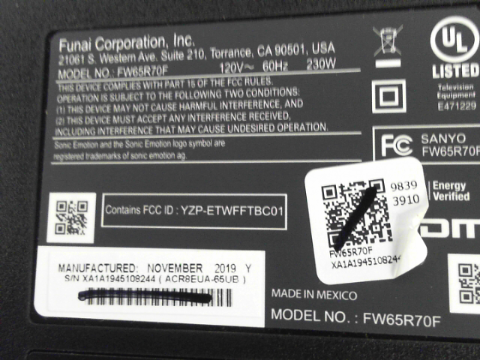 Funai Corporation, Inc.
21061 S. Western Ave. Suite 210, Torrance, CA 90501, USA
MODEL NO : FW65R70F 120V~ 60Hz 230W
THIS DEVICE COMPLIES WITH PART 15 OF THE FCC RULES.
OPERATION IS SUBJECT TO THE FOLLOWING TWO CONDITIONS:
(1) THIS DEVICE MAY NOT CAUSE HARMFUL INTERFERENCE, AND
(2) THIS DEVICE MUST ACCEPT ANY INTERFERENCE RECEIVED,
INCLUDING INTERFERENCE THAT MAY CAUSE UNDESIRED OPERATION.
Sonic Emotion and the Sonic Emotion logo symbol are
registered trademarks of sonic emotion ag.
UL
LISTED
Television
Equipment
E471229
FC SANYO
FW65R70F
Energy
Verified
Contains FCC ID : YZP-ETWFFTBC01
9839
3910
FW65R70F
XA1A1945108244
MANUFACTURED: NOVEMBER 2019 Y
S/N XA1A1945108244 ( ACR8EUA-65UB )
MADE IN MEXICO
MODEL NO. : FW65R70F